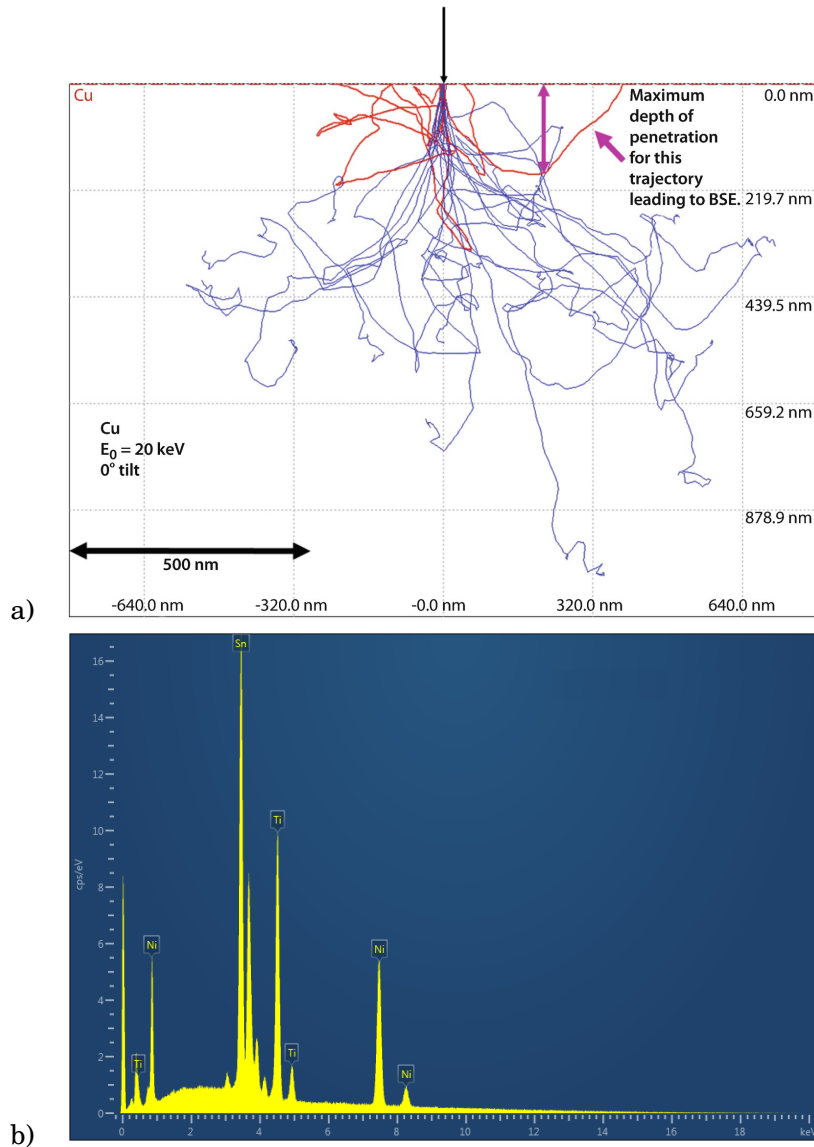 Cu
Maximum
depth of
penetration
for this
trajectory
leading to BSE.
0.0 nm
219.7 nm
439.5 nm
659.2 nm
878.9 nm
Cu
E₀ = 20 keV
0° tilt
500 nm
-640.0 nm -320.0 nm -0.0 nm 320.0 nm 640.0 nm
a)
Sn
Ti
Ni
Ni
Ti
Ti
Ni
cps/eV
16
14
12
10
8
6
4
2
0
0 2 4 6 8 10 12 14 16 18 keV
b)